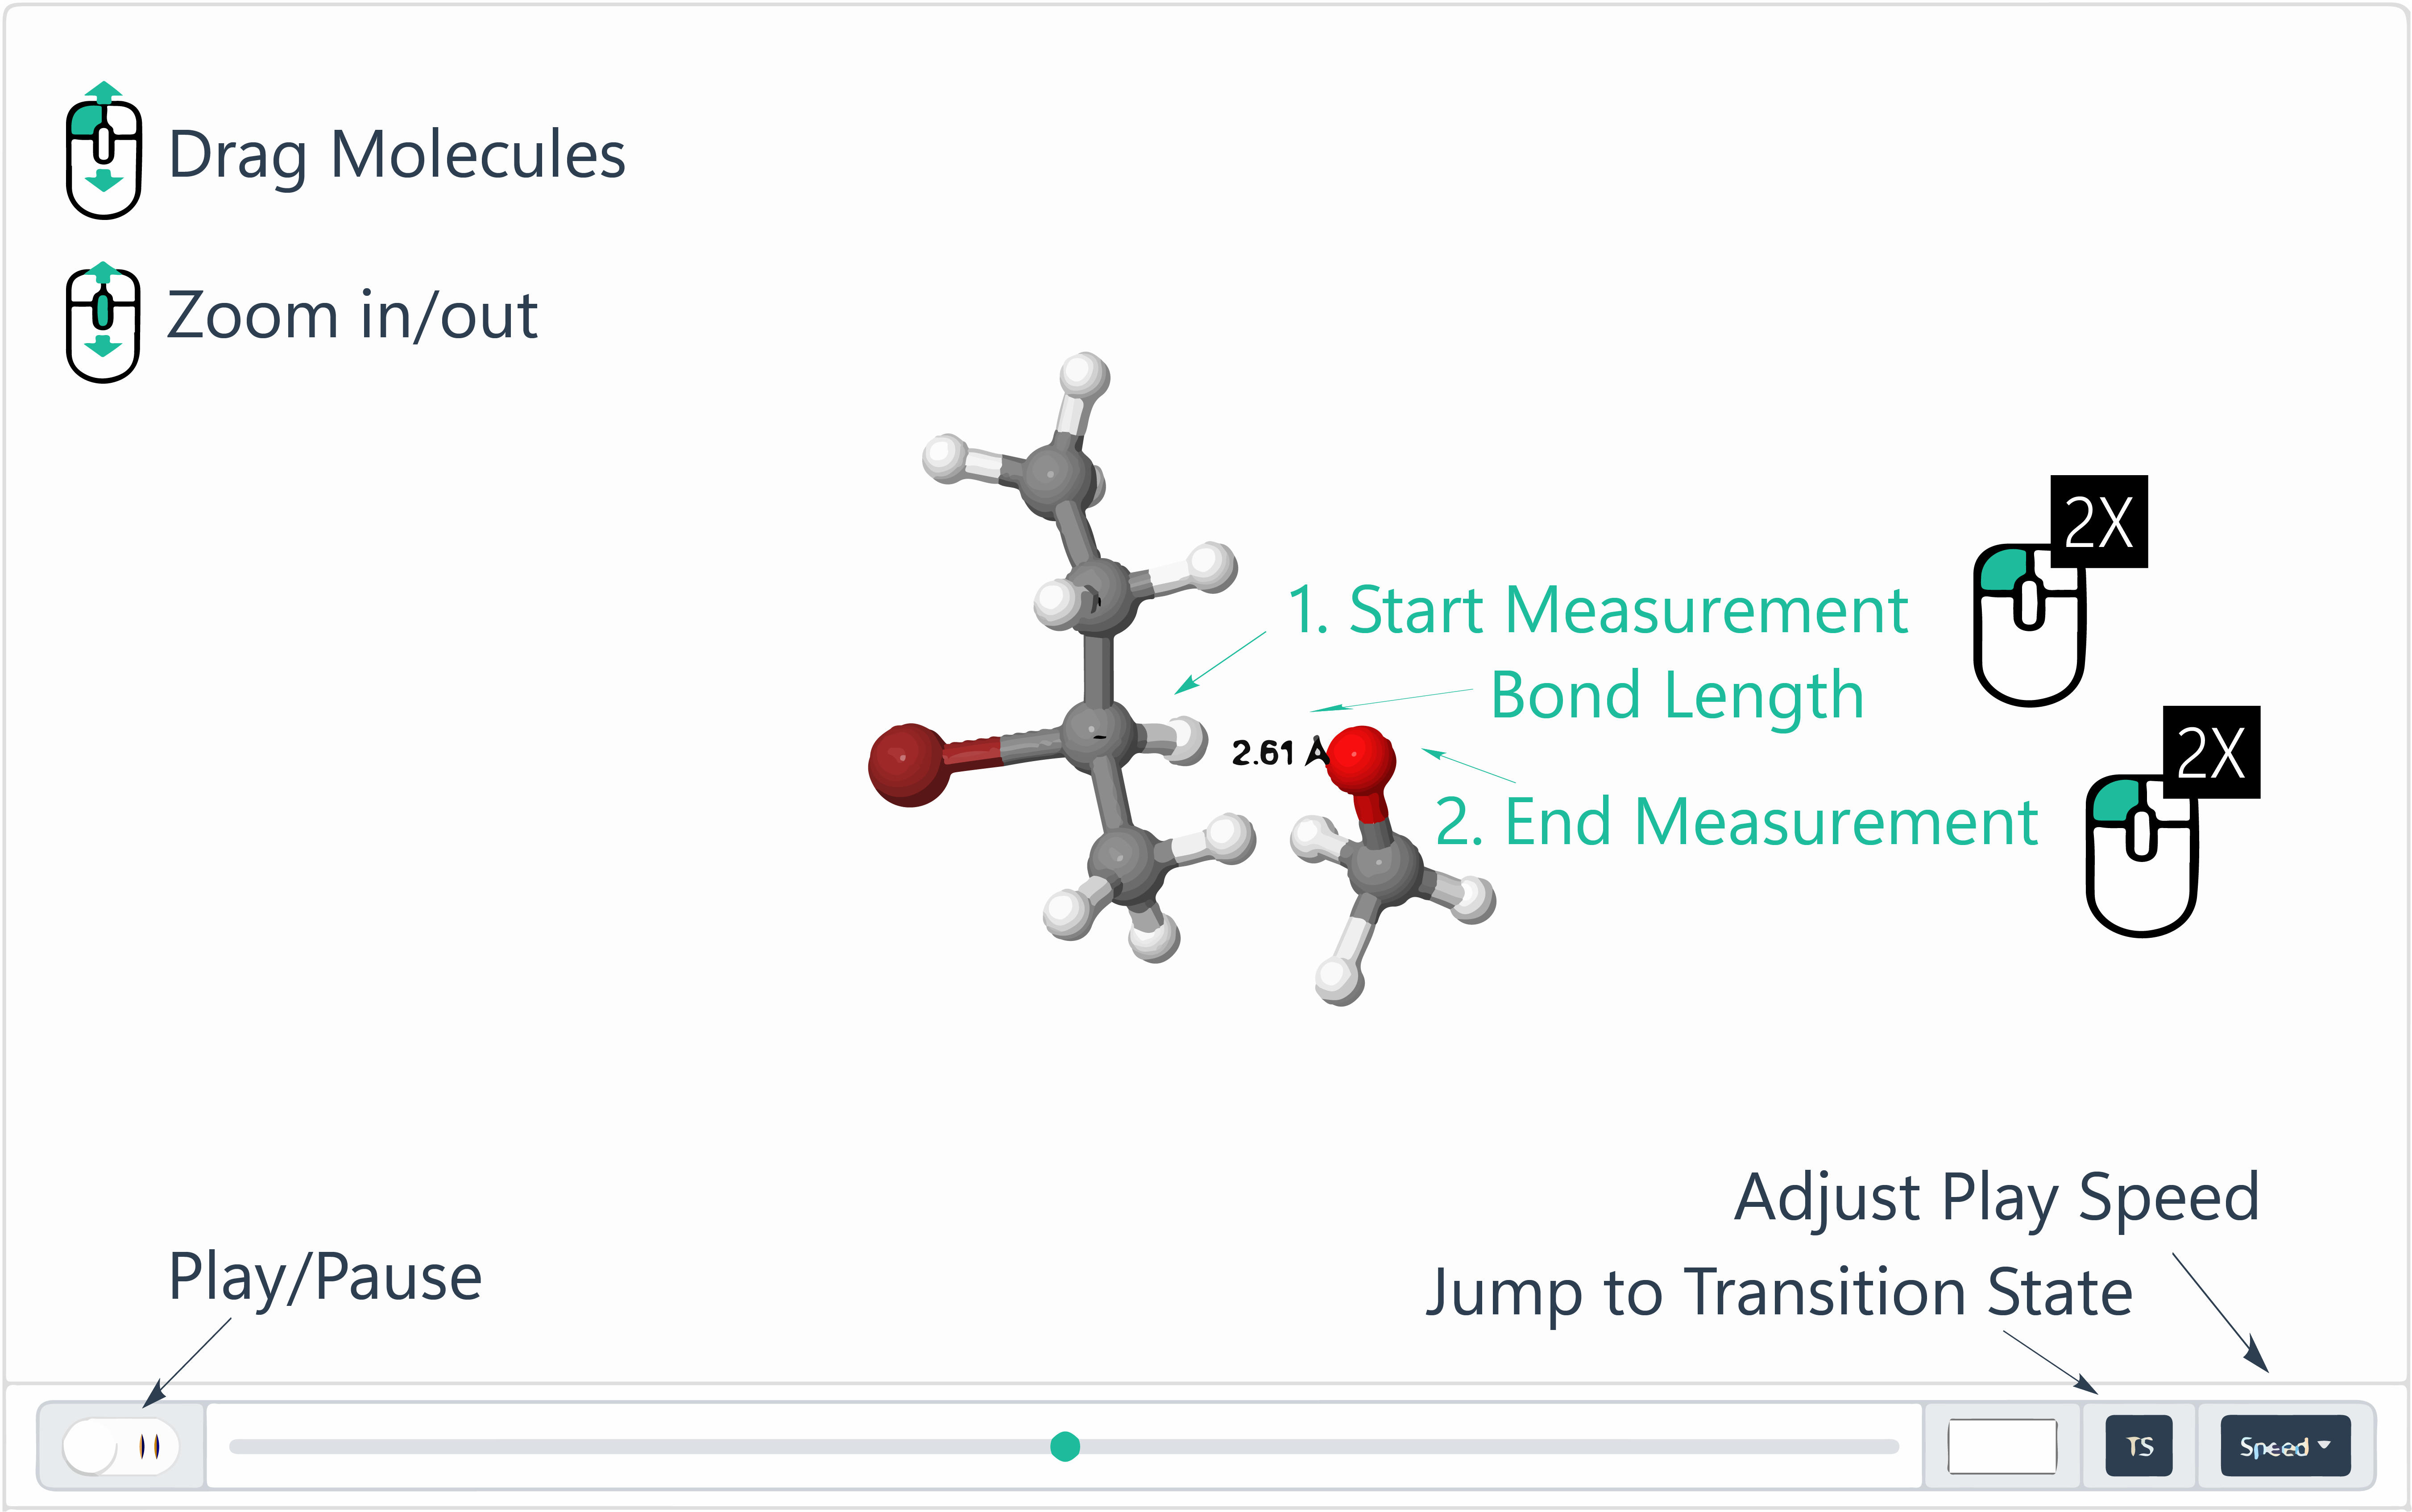 Drag Molecules
Zoom in/out
2X
1. Start Measurement
Bond Length
2X
2.61 Å
2. End Measurement
Adjust Play Speed
Play/Pause
Jump to Transition State
TS
Speed